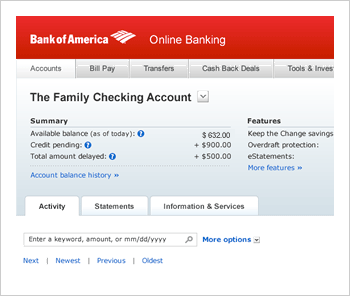 Bank of America Online Banking
Accounts Bill Pay Transfers Cash Back Deals Tools & Inves
The Family Checking Account
Summary Features
Available balance (as of today): ? $ 632.00 Keep the Change savings
Credit pending: ? + $900.00 Overdraft protection:
Total amount delayed: ? + $500.00 eStatements:
More features »
Account balance history »
Activity Statements Information & Services
Enter a keyword, amount, or mm/dd/yyyy More options
Next | Newest | Previous | Oldest